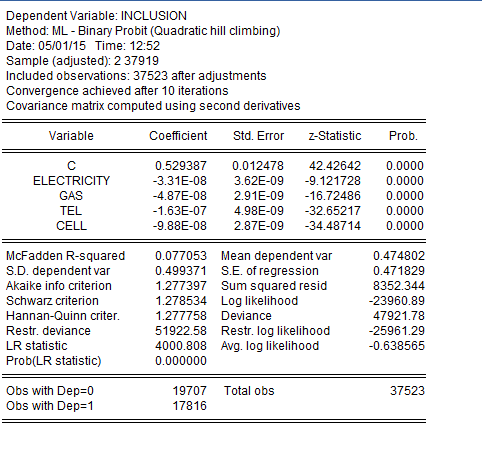 Dependent Variable: INCLUSION
Method: ML - Binary Probit (Quadratic hill climbing)
Date: 05/01/15 Time: 12:52
Sample (adjusted): 2 37919
Included observations: 37523 after adjustments
Convergence achieved after 10 iterations
Covariance matrix computed using second derivatives
Variable Coefficient Std. Error z-Statistic Prob.
C 0.529387 0.012478 42.42642 0.0000
ELECTRICITY -3.31E-08 3.62E-09 -9.121728 0.0000
GAS -4.87E-08 2.91E-09 -16.72486 0.0000
TEL -1.63E-07 4.98E-09 -32.65217 0.0000
CELL -9.88E-08 2.87E-09 -34.48714 0.0000
McFadden R-squared 0.077053 Mean dependent var 0.474802
S.D. dependent var 0.499371 S.E. of regression 0.471829
Akaike info criterion 1.277397 Sum squared resid 8352.344
Schwarz criterion 1.278534 Log likelihood -23960.89
Hannan-Quinn criter. 1.277758 Deviance 47921.78
Restr. deviance 51922.58 Restr. log likelihood -25961.29
LR statistic 4000.808 Avg. log likelihood -0.638565
Prob(LR statistic) 0.000000
Obs with Dep=0 19707 Total obs 37523
Obs with Dep=1 17816